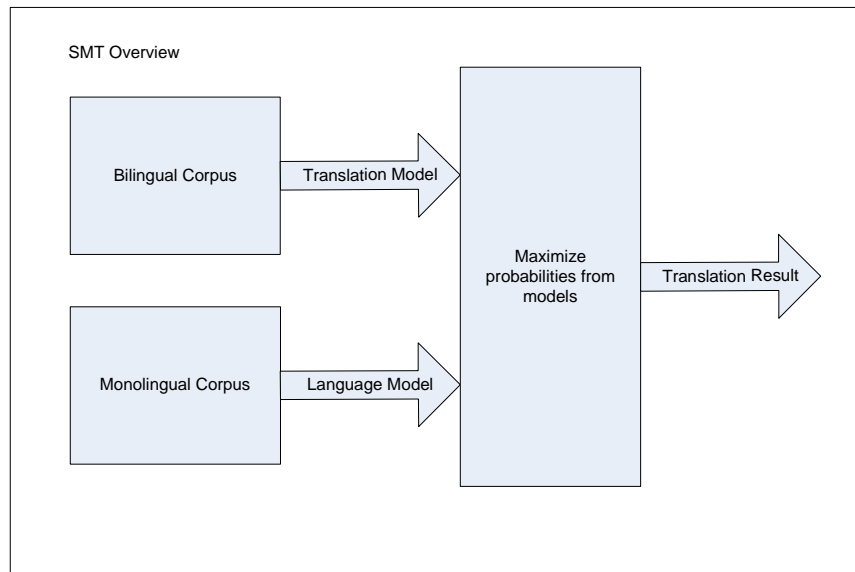 SMT Overview
Bilingual Corpus
Translation Model
Monolingual Corpus
Language Model
Maximize
probabilities from
models
Translation Result